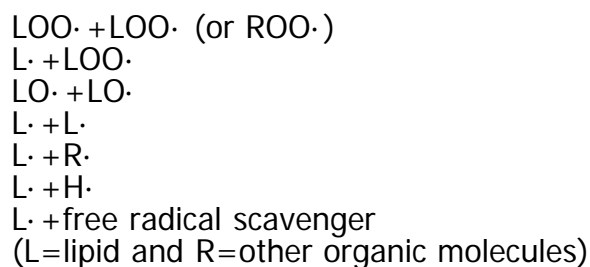 LOO· +LOO· (or ROO·)
L· +LOO·
LO· +LO·
L· +L·
L· +R·
L· +H·
L· +free radical scavenger
(L=lipid and R=other organic molecules)